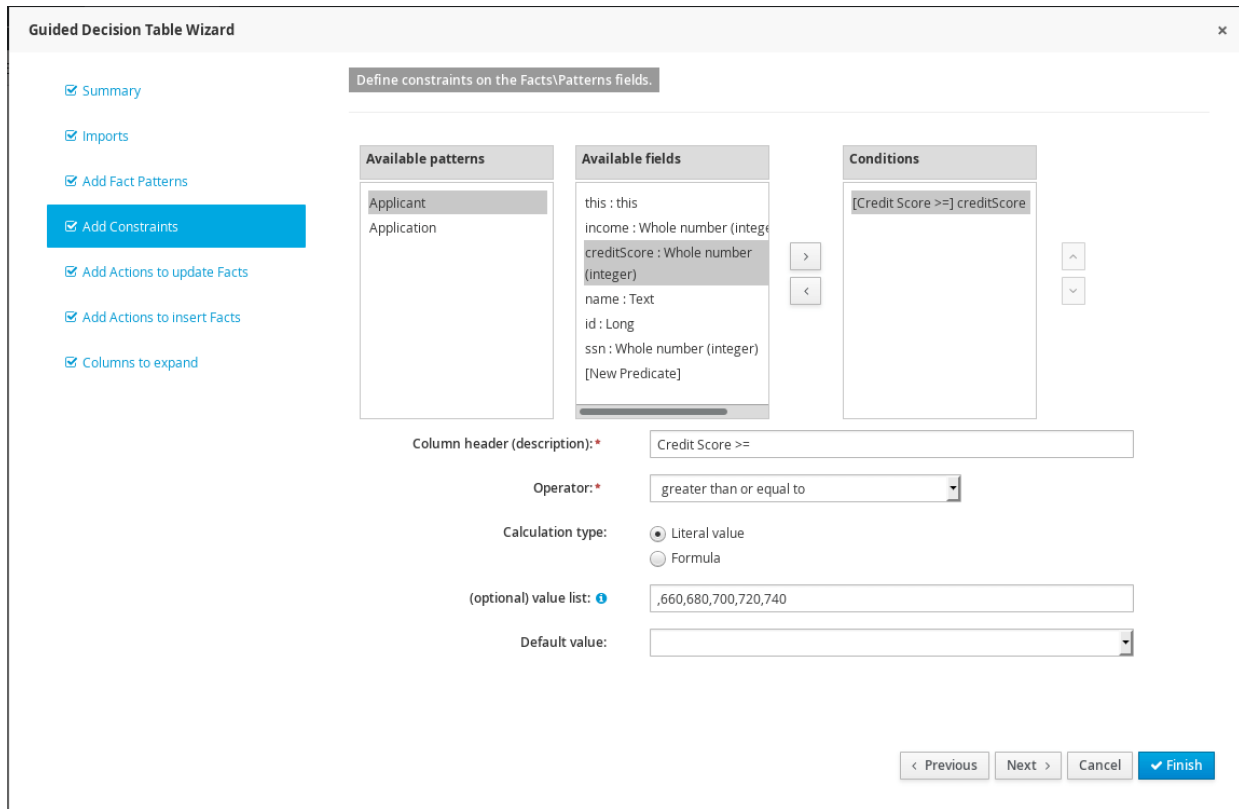 Guided Decision Table Wizard
×
Summary
Imports
Add Fact Patterns
Add Constraints
Add Actions to update Facts
Add Actions to insert Facts
Columns to expand
Define constraints on the Facts\Patterns fields.
Available patterns
Applicant
Application
Available fields
this : this
income : Whole number (intege
creditScore : Whole number
(integer)
name : Text
id : Long
ssn : Whole number (integer)
[New Predicate]
Conditions
[Credit Score >=] creditScore
Column header (description):*
Credit Score >=
Operator:*
greater than or equal to
Calculation type:
Literal value
Formula
(optional) value list:
,660,680,700,720,740
Default value:
< Previous
Next >
Cancel
Finish